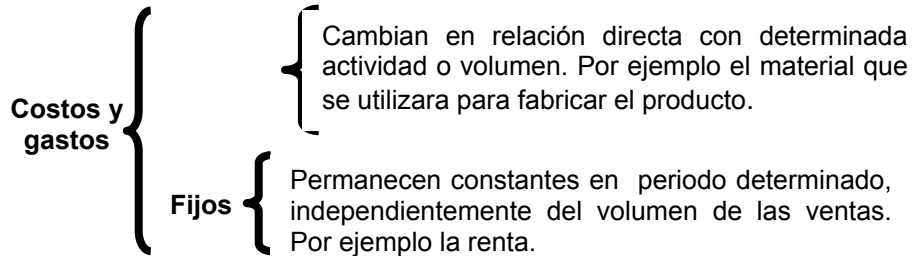 Cambian en relación directa con determinada
actividad o volumen. Por ejemplo el material que
se utilizara para fabricar el producto.
Costos y
gastos
Fijos
Permanecen constantes en periodo determinado,
independientemente del volumen de las ventas.
Por ejemplo la renta.